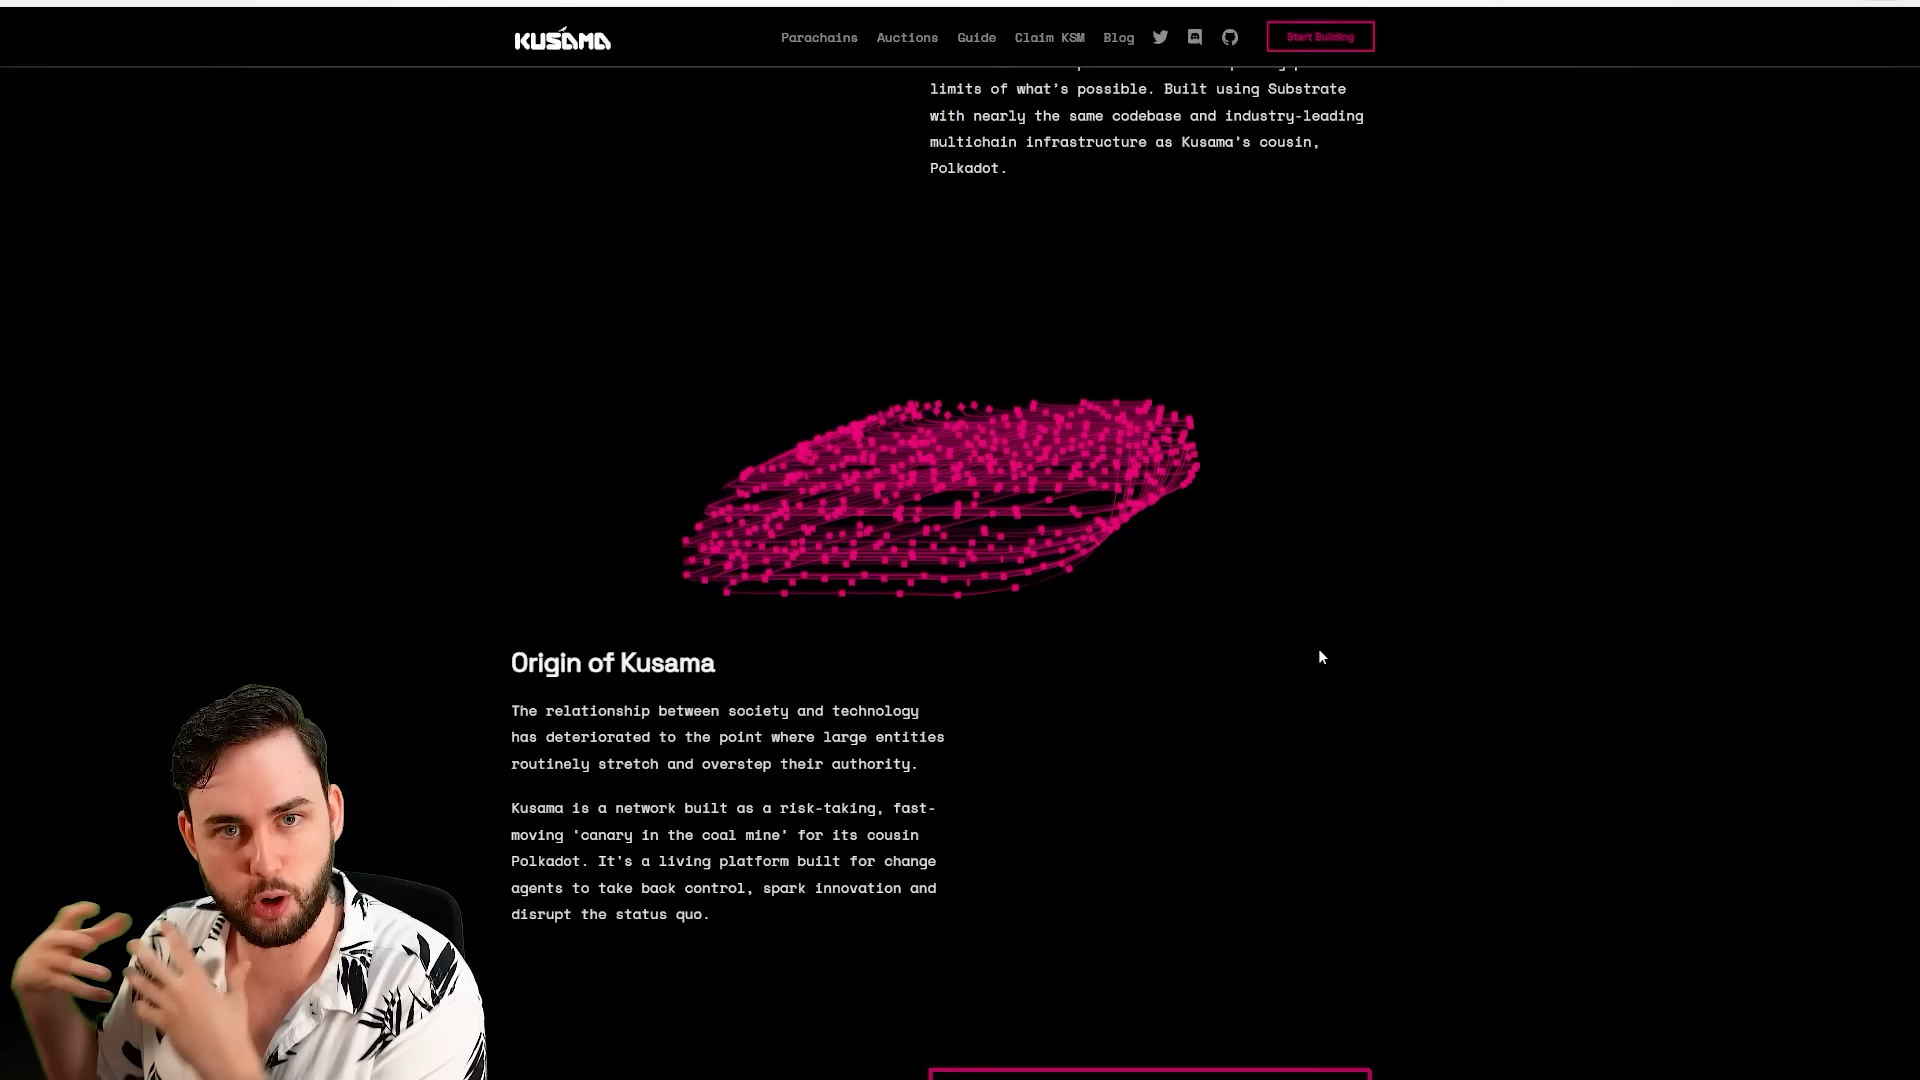 KUSAMA
Parachains Auctions Guide Claim KSM Blog Start Building
limits of what's possible. Built using Substrate
with nearly the same codebase and industry-leading
multichain infrastructure as Kusama's cousin,
Polkadot.
Origin of Kusama
The relationship between society and technology
has deteriorated to the point where large entities
routinely stretch and overstep their authority.
Kusama is a network built as a risk-taking, fast-
moving ‘canary in the coal mine’ for its cousin
Polkadot. It's a living platform built for change
agents to take back control, spark innovation and
disrupt the status quo.